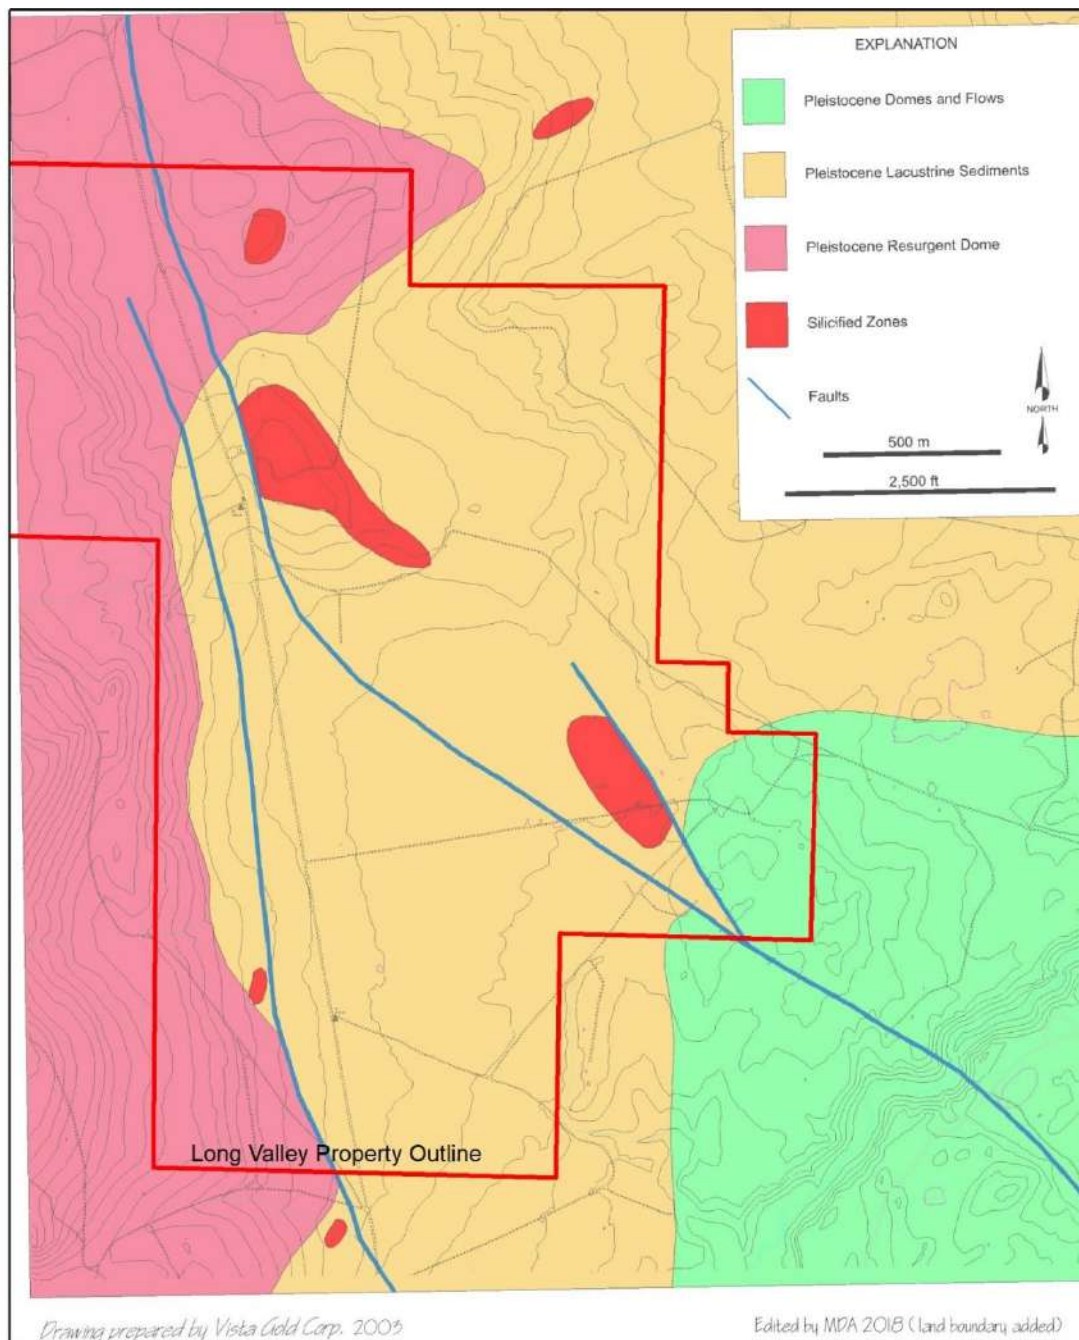 EXPLANATION
Pleistocene Domes and Flows
Pleistocene Lacustrine Sediments
Pleistocene Resurgent Dome
Silicified Zones
Faults
NORTH
500 m
2,500 ft
Long Valley Property Outline
Drawing prepared by Vista Gold Corp. 2003
Edited by MDA 2018 ( land boundary added)